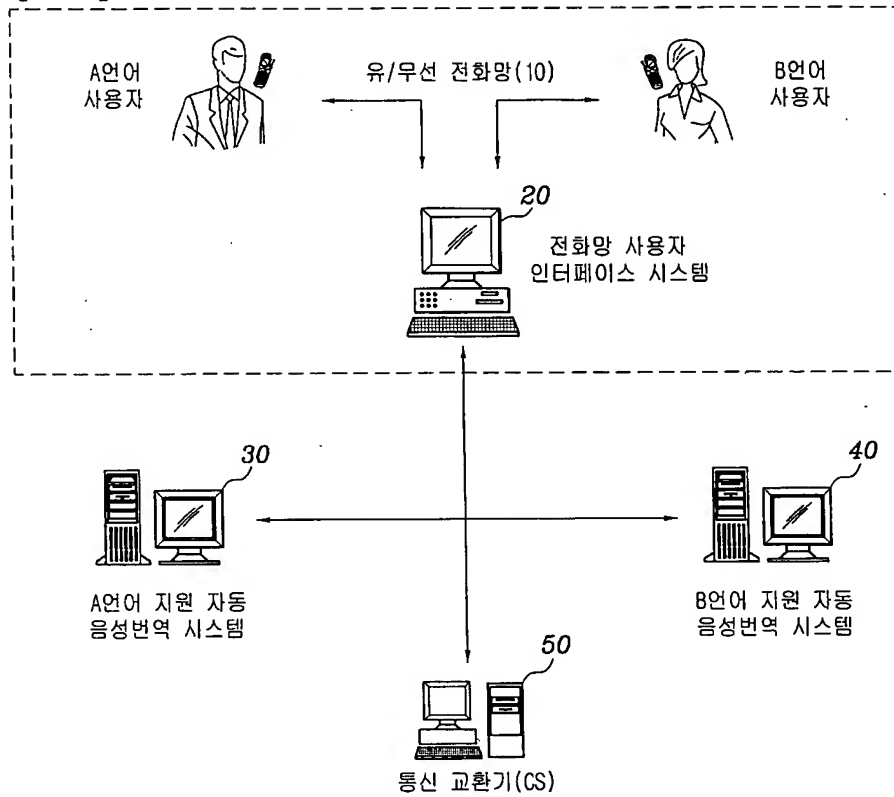 A언어
사용자
유/무선 전화망(10)
B언어
사용자
20
전화망 사용자
인터페이스 시스템
30
40
A언어 지원 자동
음성번역 시스템
B언어 지원 자동
음성번역 시스템
50
통신 교환기(CS)